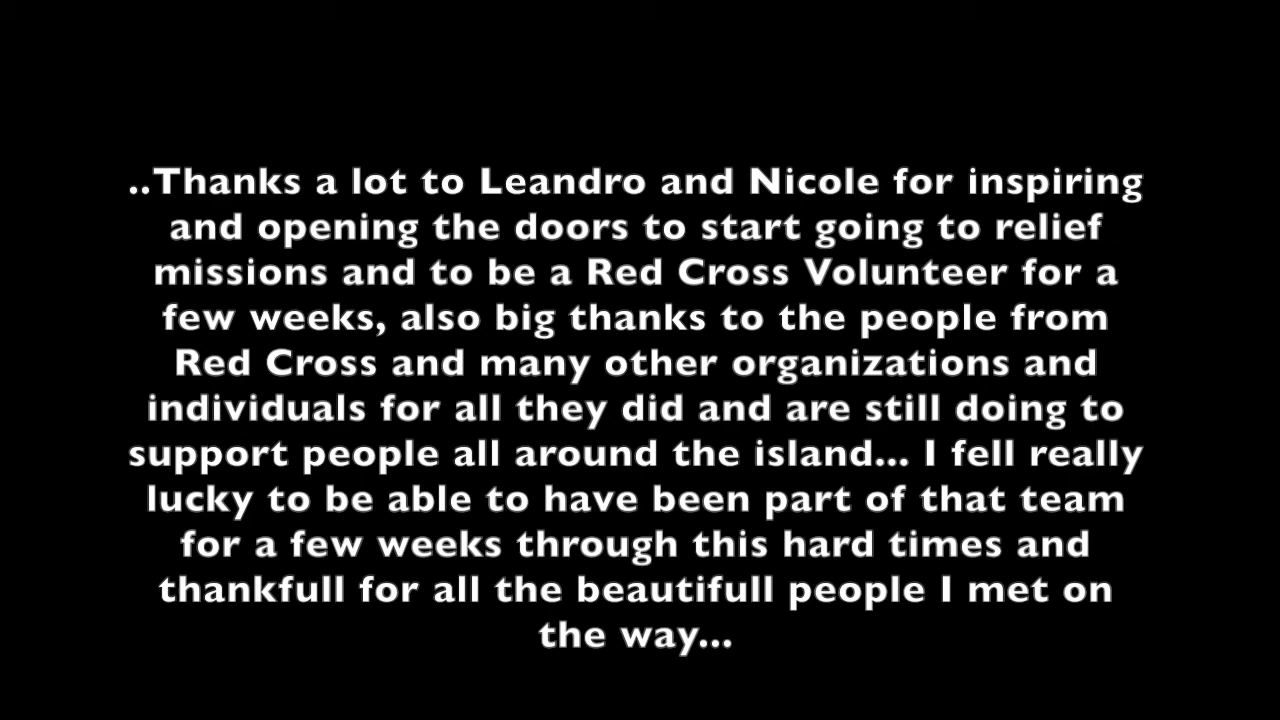 ..Thanks a lot to Leandro and Nicole for inspiring
and opening the doors to start going to relief
missions and to be a Red Cross Volunteer for a
few weeks, also big thanks to the people from
Red Cross and many other organizations and
individuals for all they did and are still doing to
support people all around the island... I fell really
lucky to be able to have been part of that team
for a few weeks through this hard times and
thankfull for all the beautifull people I met on
the way...